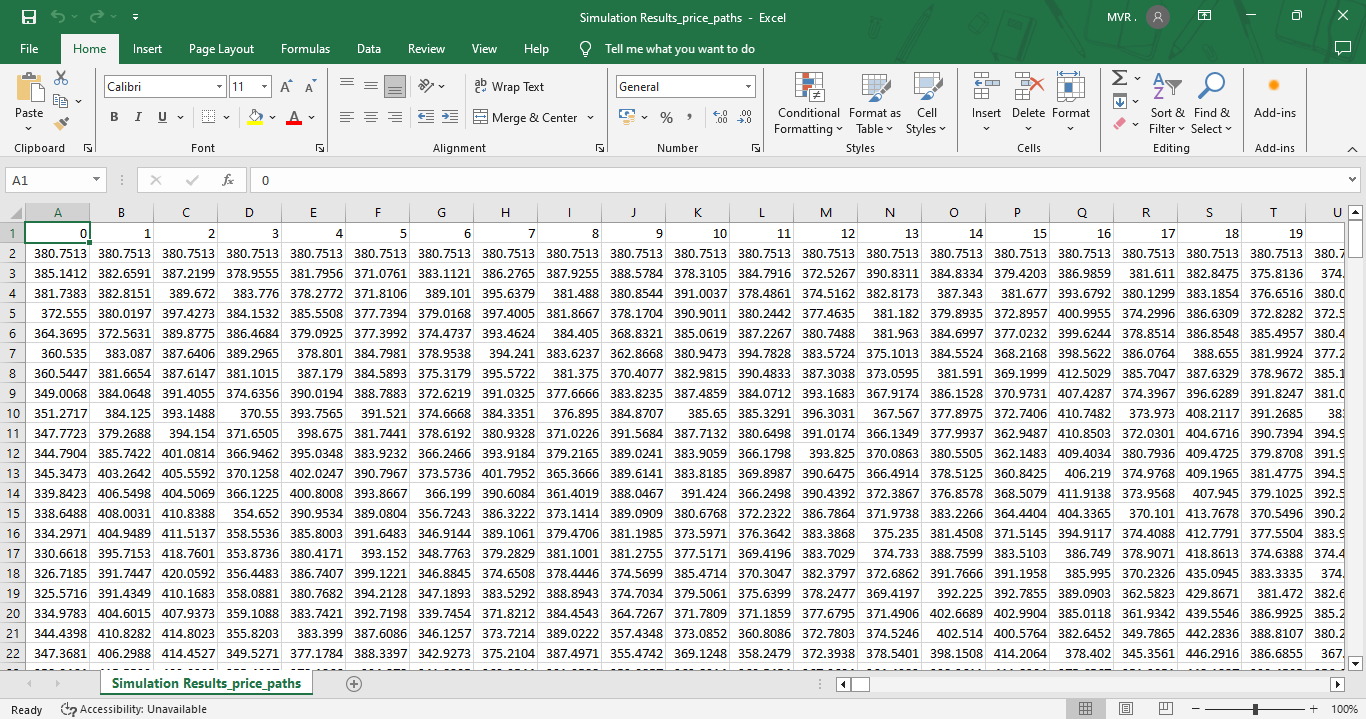 Simulation Results_price_paths - Excel
MVR .
File Home Insert Page Layout Formulas Data Review View Help Tell me what you want to do
Paste
Clipboard
Calibri 11
B I U
Font
Wrap Text
Merge & Center
Alignment
General
Number
Conditional Formatting
Format as Table
Cell Styles
Styles
Insert
Delete
Format
Cells
Sort & Filter
Find & Select
Editing
Add-ins
Add-ins
A1 fx 0
A B C D E F G H I J K L M N O P Q R S T U
1 0 1 2 3 4 5 6 7 8 9 10 11 12 13 14 15 16 17 18 19
2 380.7513 380.7513 380.7513 380.7513 380.7513 380.7513 380.7513 380.7513 380.7513 380.7513 380.7513 380.7513 380.7513 380.7513 380.7513 380.7513 380.7513 380.7513 380.7513 380.7513 380.7
3 385.1412 382.6591 387.2199 378.9555 381.7956 371.0761 383.1121 386.2765 387.9255 388.5784 378.3105 384.7916 372.5267 390.8311 384.8334 379.4203 386.9859 381.611 382.8475 375.8136 374.
4 381.7383 382.8151 389.672 383.776 378.2772 371.8106 389.101 395.6379 381.488 380.8544 391.0037 378.4861 374.5162 382.8173 387.343 381.677 393.6792 380.1299 383.1854 376.6516 380.0
5 372.555 380.0197 397.4273 384.1532 385.5508 377.7394 379.0168 397.4005 381.8667 378.1704 390.9011 380.2442 377.4635 381.182 379.8935 372.8957 400.9955 374.2996 386.6309 372.8282 372.5
6 364.3695 372.5631 389.8775 386.4684 379.0925 377.3992 374.4737 393.4624 384.405 368.8321 385.0619 387.2267 380.7488 381.963 384.6997 377.0232 399.6244 378.8514 386.8548 385.4957 380.4
7 360.535 383.087 387.6406 389.2965 378.801 384.7981 378.9538 394.241 383.6237 362.8668 380.9473 394.7828 383.5724 375.1013 384.5524 368.2168 398.5622 386.0764 388.655 381.9924 377.2
8 360.5447 381.6654 387.6147 381.1015 387.179 384.5893 375.3179 395.5722 381.375 370.4077 382.9815 390.4833 387.3038 373.0595 381.591 369.1999 412.5029 385.7047 387.6329 378.9672 385.1
9 349.0068 384.0648 391.4055 374.6356 390.0194 388.7883 372.6219 391.0325 377.6666 383.8235 387.4859 384.0712 393.1683 367.9174 386.1528 370.9731 407.4287 374.3967 396.6289 391.8247 381.0
10 351.2717 384.125 393.1488 370.55 393.7565 391.521 374.6668 384.3351 376.895 384.8707 385.65 385.3291 396.3031 367.567 377.8975 372.7406 410.7482 373.973 408.2117 391.2685 38
11 347.7723 379.2688 394.154 371.6505 398.675 381.7441 378.6192 380.9328 371.0226 391.5684 387.7132 380.6498 391.0174 366.1349 377.9937 362.9487 410.8503 372.0301 404.6716 390.7394 394.9
12 344.7904 385.7422 401.0814 366.9462 395.0348 383.9232 366.2466 393.9184 379.2165 389.0241 383.9059 366.1798 393.825 370.0863 380.5505 362.1483 409.4034 380.7936 409.4725 379.8708 391.9
13 345.3473 403.2642 405.5592 370.1258 402.0247 390.7967 373.5736 401.7952 365.3666 389.6141 383.8185 369.8987 390.6475 366.4914 378.5125 360.8425 406.219 374.9768 409.1965 381.4775 394.5
14 339.8423 406.5498 404.5069 366.1225 400.8008 393.8667 366.199 390.6084 361.4019 388.0467 391.424 366.2498 390.4392 372.3867 376.8578 368.5079 411.9138 373.9568 407.945 379.1025 392.5
15 338.6488 408.0031 410.8388 354.652 390.9534 389.0804 356.7243 386.3222 373.1414 389.0909 380.6768 372.2322 386.7864 371.9738 383.2266 364.4404 404.3365 370.101 413.7678 370.5496 390.2
16 334.2971 404.9489 411.5137 358.5536 385.8003 391.6483 346.9144 389.1061 379.4706 381.1985 373.5971 376.3642 383.3868 375.235 381.4508 371.5145 394.9117 374.4088 412.7791 377.5504 383.9
17 330.6618 395.7153 418.7601 353.8736 380.4171 393.152 348.7763 379.2829 381.1001 381.2755 377.5171 369.4196 383.7029 374.733 388.7599 383.5103 386.749 378.9071 418.8613 374.6388 374.4
18 326.7185 391.7447 420.0592 356.4483 386.7407 399.1221 346.8845 374.6508 378.4446 374.5699 385.4714 370.3047 382.3797 372.6862 391.7666 391.1958 385.995 370.2326 435.0945 383.3335 374.
19 325.5716 391.4349 410.1683 358.0881 380.7682 394.2128 347.1893 383.5292 388.8943 374.7034 379.5061 375.6399 378.2477 369.4197 392.225 392.7855 389.0903 362.5823 429.8671 381.472 382.6
20 334.9783 404.6015 407.9373 359.1088 383.7421 392.7198 339.7454 371.8212 384.4543 364.7267 371.7809 371.1859 377.6795 371.4906 402.6689 402.9904 385.0118 361.9342 439.5546 386.9925 385.2
21 344.4398 410.8282 414.8023 355.8203 383.399 387.6086 346.1257 373.7214 389.0222 357.4348 373.0852 360.8086 372.7803 374.5246 402.514 400.5764 382.6452 349.7865 442.2836 388.8107 380.2
22 347.3681 406.2988 414.4527 349.5271 377.1784 388.3397 342.9273 375.2104 387.4971 355.4742 369.1248 358.2479 372.3938 378.5401 398.1508 414.2064 378.402 345.3561 446.2916 386.6855 367.
Simulation Results_price_paths
Ready Accessibility: Unavailable 100%